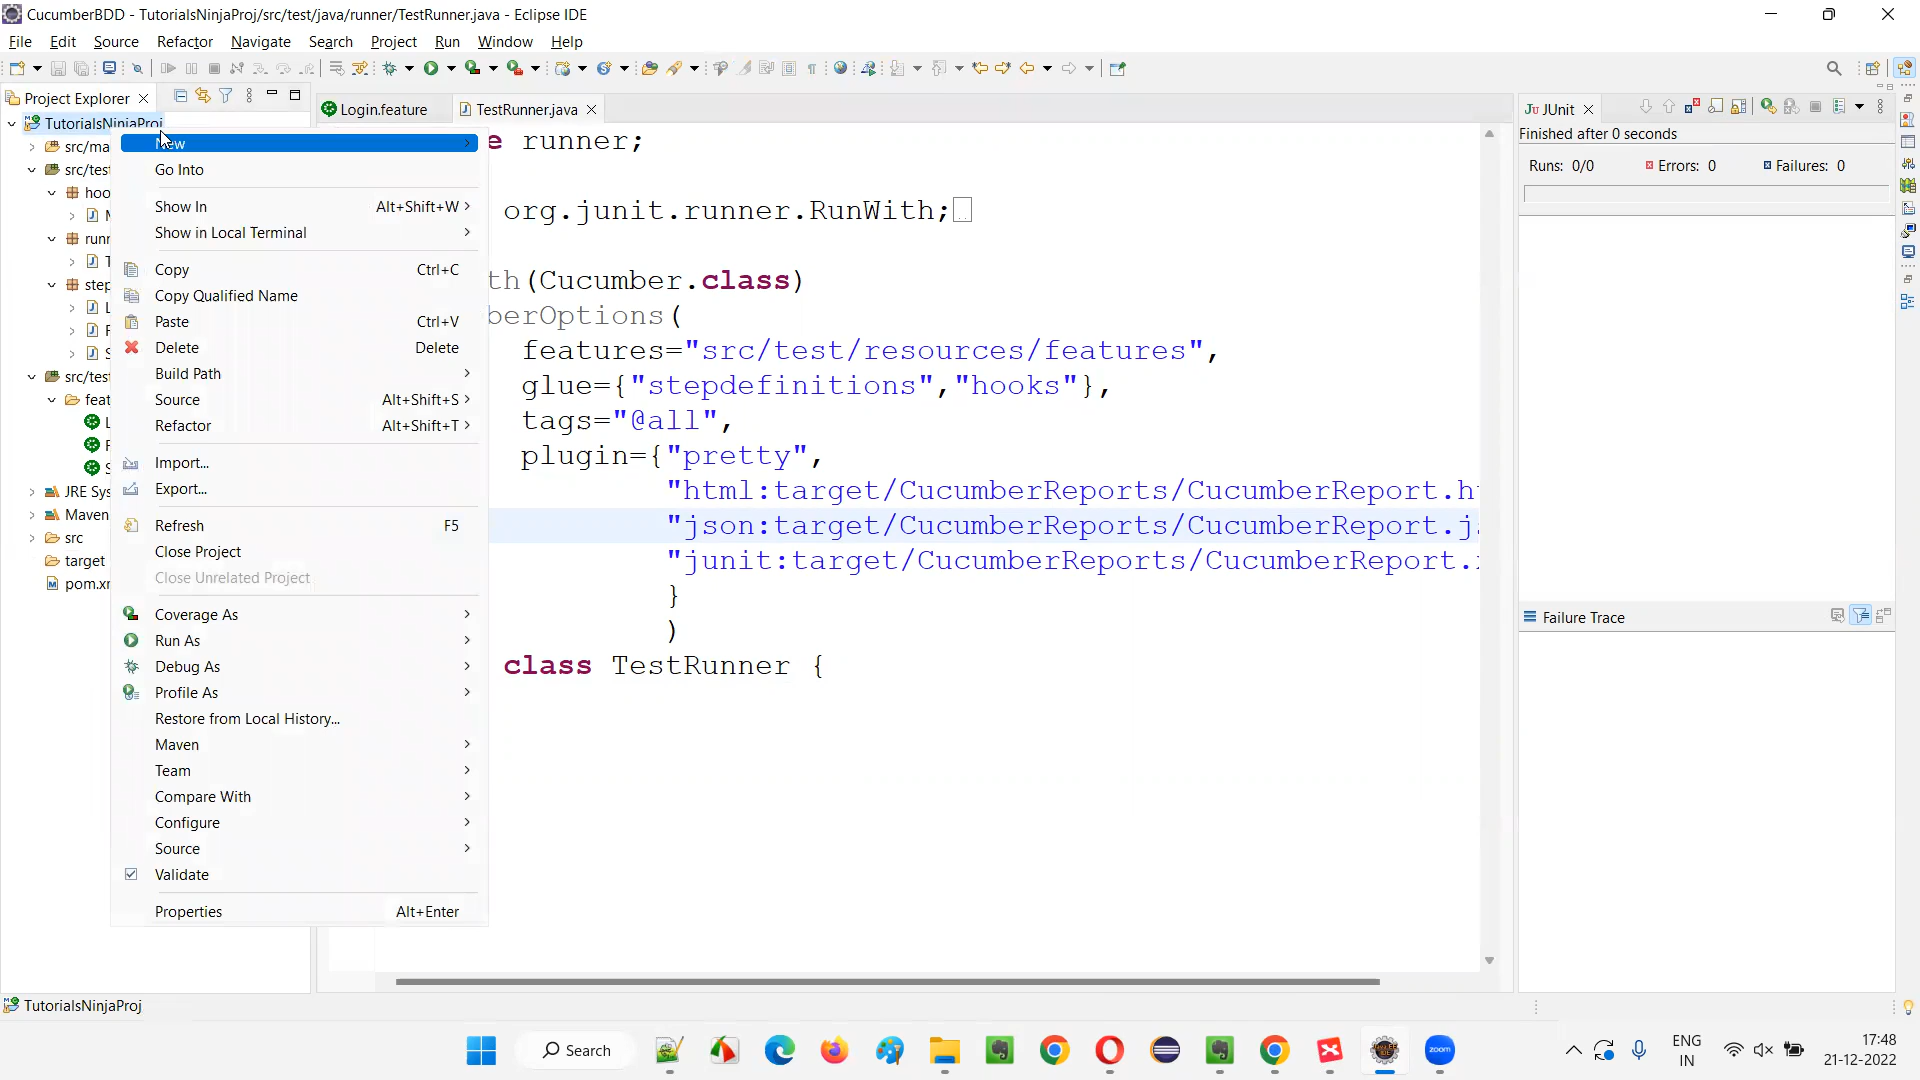 CucumberBDD - TutorialsNinjaProj/src/test/java/runner/TestRunner.java - Eclipse IDE
File Edit Source Refactor Navigate Search Project Run Window Help
Project Explorer
Login.feature
TestRunner.java
JUnit
TutorialsNinjaProj
src/ma
src/test
hoo
runn
step
src/test
feat
JRE Sys
Maven
src
target
pom.xm
New
Go Into
Show In Alt+Shift+W
Show in Local Terminal
Copy Ctrl+C
Copy Qualified Name
Paste Ctrl+V
Delete Delete
Build Path
Source Alt+Shift+S
Refactor Alt+Shift+T
Import...
Export...
Refresh F5
Close Project
Close Unrelated Project
Coverage As
Run As
Debug As
Profile As
Restore from Local History...
Maven
Team
Compare With
Configure
Source
Validate
Properties Alt+Enter
e runner;
org.junit.runner.RunWith;
th(Cucumber.class)
berOptions(
features="src/test/resources/features",
glue={"stepdefinitions","hooks"},
tags="@all",
plugin={"pretty",
"html:target/CucumberReports/CucumberReport.h
"json:target/CucumberReports/CucumberReport.js
"junit:target/CucumberReports/CucumberReport.
}
)
class TestRunner {
Finished after 0 seconds
Runs: 0/0 Errors: 0 Failures: 0
Failure Trace
TutorialsNinjaProj
Search
zoom
ENG
IN
17:48
21-12-2022